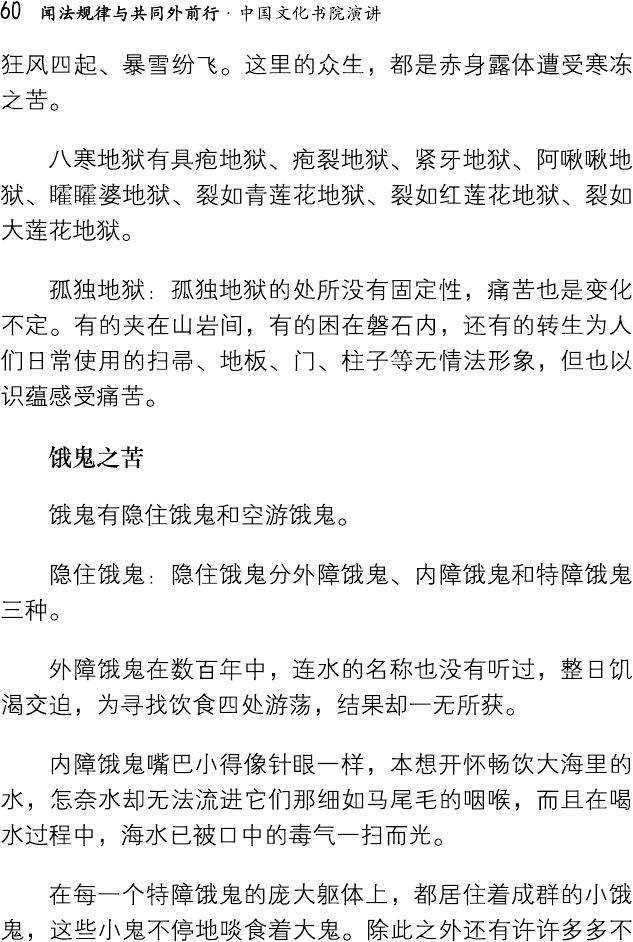 60 闻法规律与共同外前行·中国文化书院演讲
狂风四起、暴雪纷飞。这里的众生，都是赤身露体遭受寒冻
之苦。
八寒地狱有具疱地狱、疱裂地狱、紧牙地狱、阿啾啾地
狱、矐矐婆地狱、裂如青莲花地狱、裂如红莲花地狱、裂如
大莲花地狱。
孤独地狱：孤独地狱的处所没有固定性，痛苦也是变化
不定。有的夹在山岩间，有的困在磐石内，还有的转生为人
们日常使用的扫帚、地板、门、柱子等无情法形象，但也以
识蕴感受痛苦。
饿鬼之苦
饿鬼有隐住饿鬼和空游饿鬼。
隐住饿鬼：隐住饿鬼分外障饿鬼、内障饿鬼和特障饿鬼
三种。
外障饿鬼在数百年中，连水的名称也没有听过，整日饥
渴交迫，为寻找饮食四处游荡，结果却一无所获。
内障饿鬼嘴巴小得像针眼一样，本想开怀畅饮大海里的
水，怎奈水却无法流进它们那细如马尾毛的咽喉，而且在喝
水过程中，海水已被口中的毒气一扫而光。
在每一个特障饿鬼的庞大躯体上，都居住着成群的小饿
鬼，这些小鬼不停地啖食着大鬼。除此之外还有许许多多不